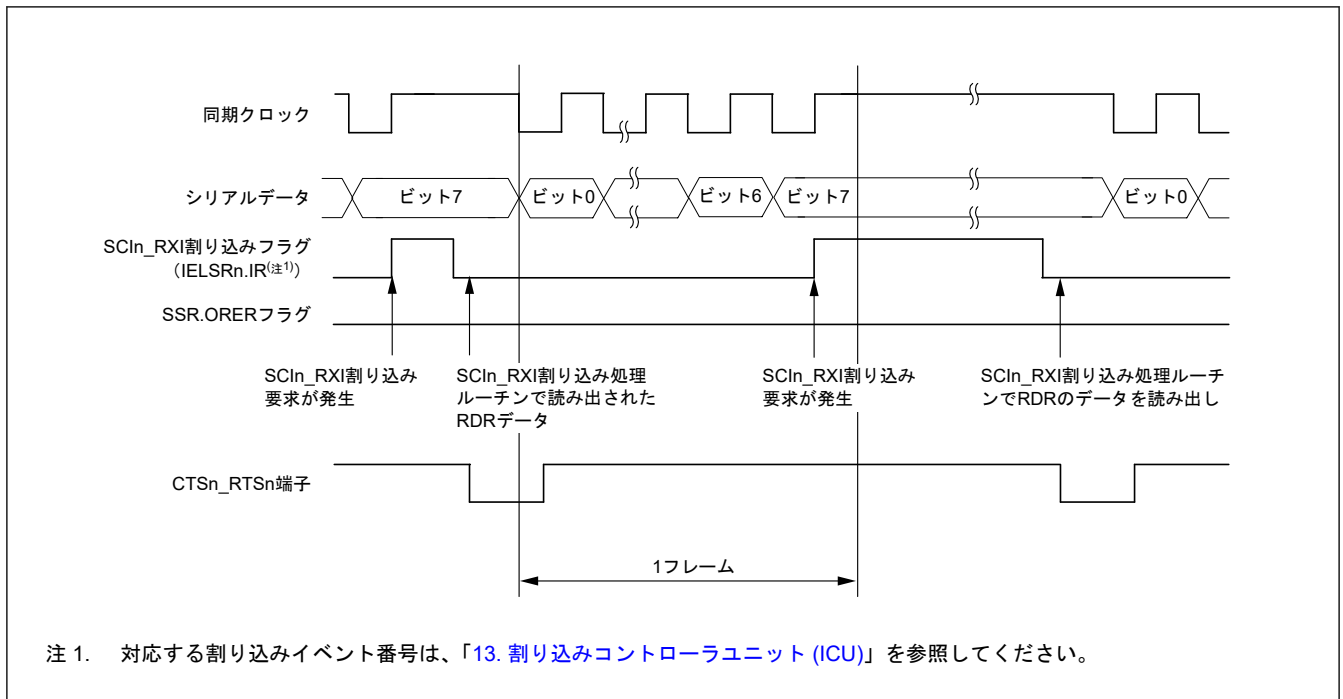 同期クロック
シリアルデータ
ビット7
ビット0
ビット6
ビット7
ビット0
SCIn_RXI割り込みフラグ
（IELSRn.IR(注1)）
SSR.ORERフラグ
SCIn_RXI割り込み
要求が発生
SCIn_RXI割り込み処理
ルーチンで読み出された
RDRデータ
SCIn_RXI割り込み
要求が発生
SCIn_RXI割り込み処理ルーチ
ンでRDRのデータを読み出し
CTSn_RTSn端子
1フレーム
注 1. 対応する割り込みイベント番号は、「13. 割り込みコントローラユニット (ICU)」を参照してください。